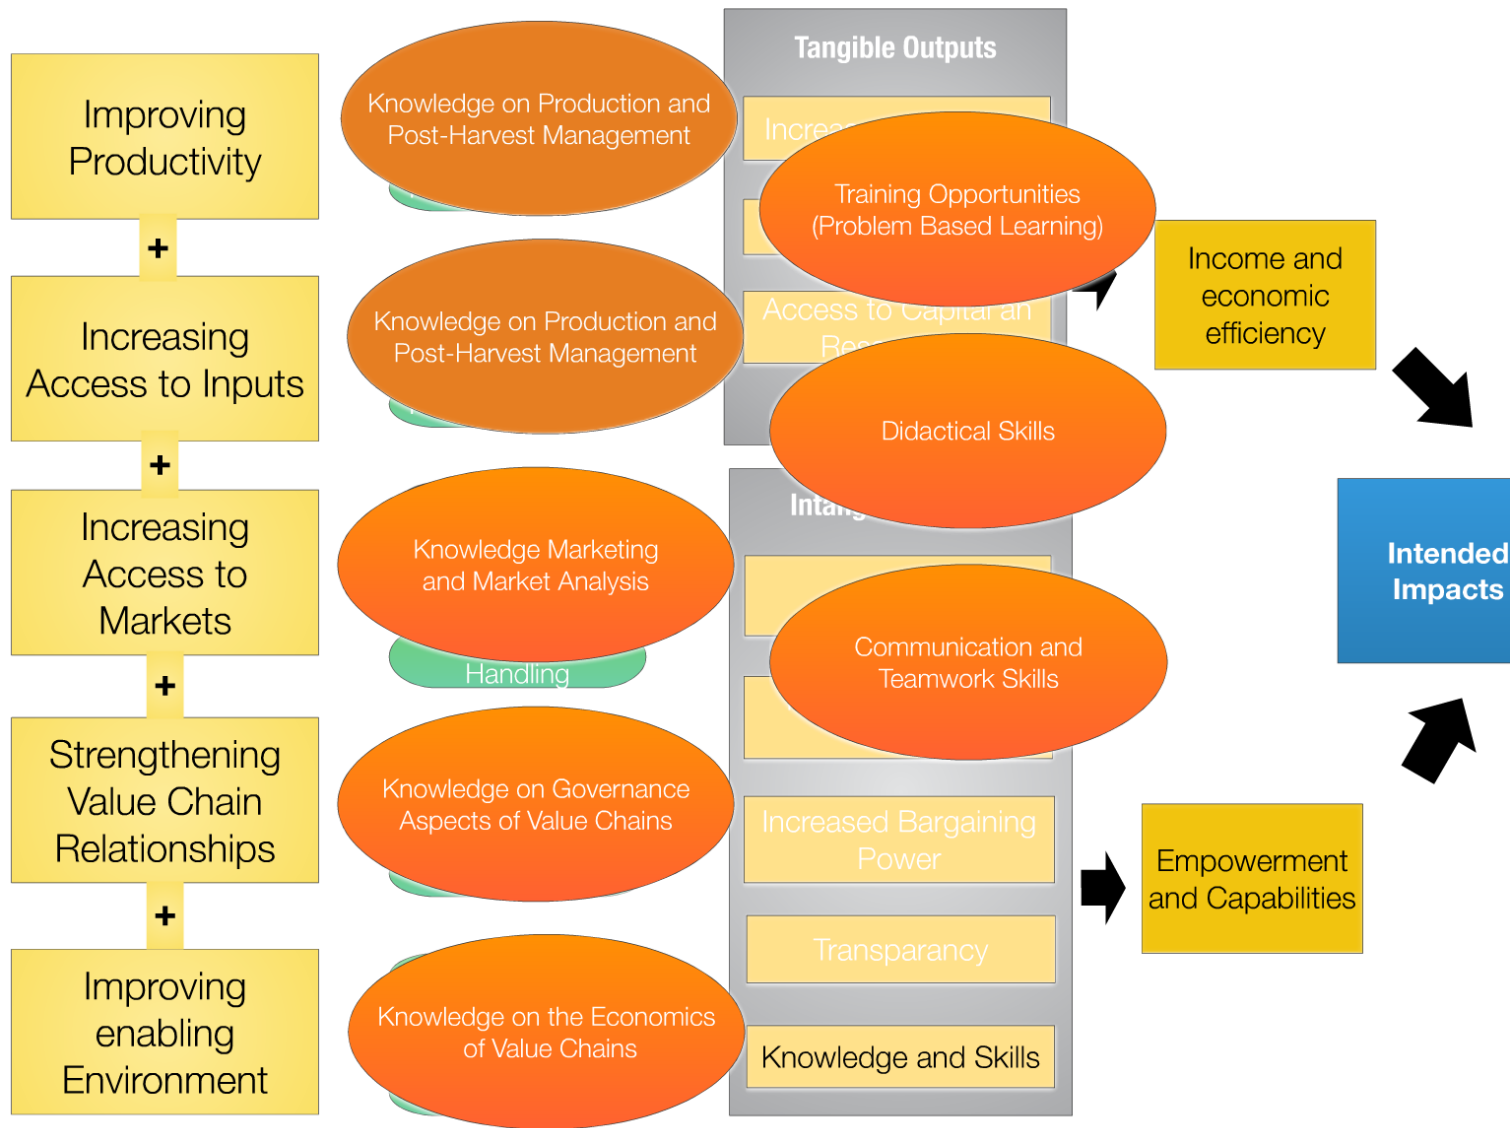 Improving
Productivity
+
Increasing
Access to Inputs
+
Increasing
Access to
Markets
+
Strengthening
Value Chain
Relationships
+
Improving
enabling
Environment
Knowledge on Production and
Post-Harvest Management
Knowledge on Production and
Post-Harvest Management
Knowledge Marketing
and Market Analysis
Handling
Knowledge on Governance
Aspects of Value Chains
Knowledge on the Economics
of Value Chains
Tangible Outputs
Training Opportunities
(Problem Based Learning)
Access to Capital an
Didactical Skills
Communication and
Teamwork Skills
Increased Bargaining
Power
Transparancy
Knowledge and Skills
Income and
economic
efficiency
Empowerment
and Capabilities
Intended
Impacts